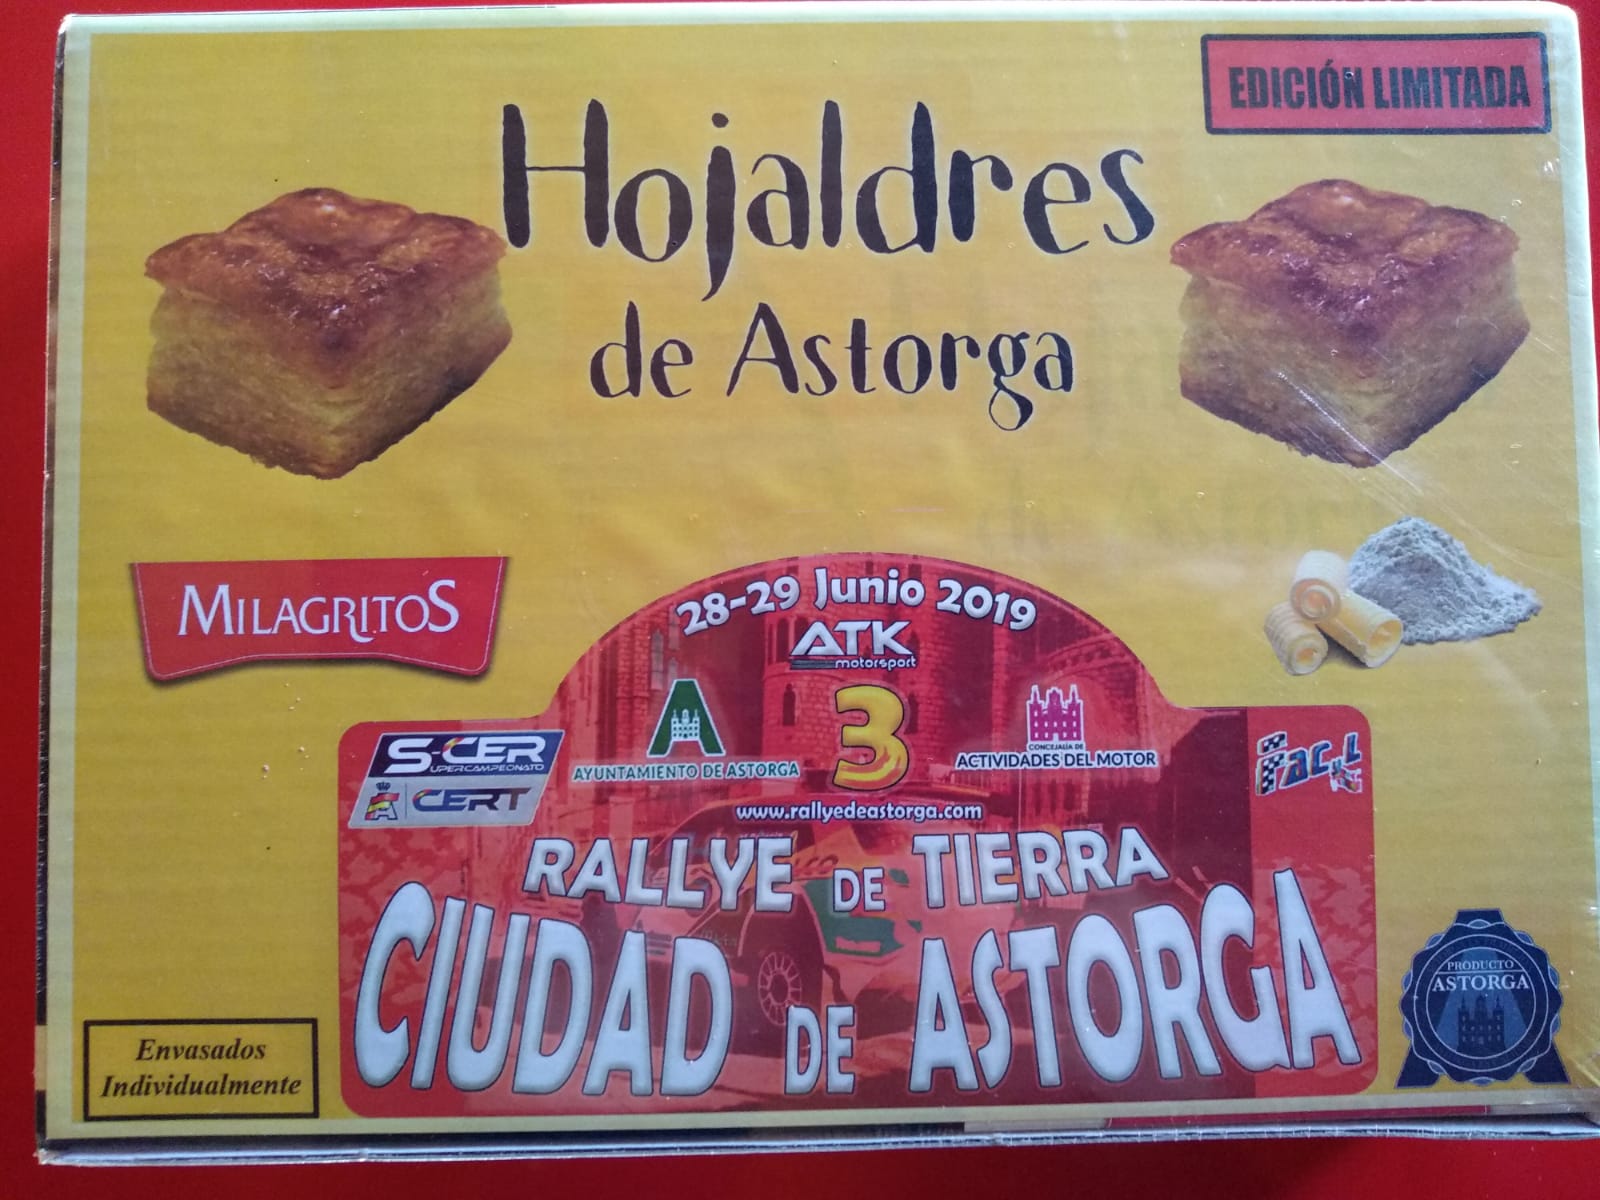 EDICIÓN LIMITADA
Hojaldres
de Astorga
MILAGRITOS
28-29 Junio 2019
ATK
motorsport
3
S-CER
SUPERCAMPEONATO
CERT
AYUNTAMIENTO DE ASTORGA
CONCEJALÍA DE
ACTIVIDADES DEL MOTOR
FACyL
www.rallyedeastorga.com
RALLYE DE TIERRA
CIUDAD DE ASTORGA
PRODUCTO
ASTORGA
Envasados
Individualmente